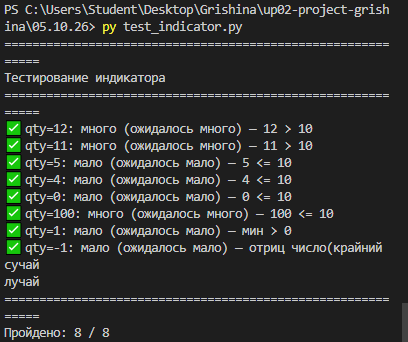 PS C:\Users\Student\Desktop\Grishina\up02-project-grish
ina\05.10.26> py test_indicator.py
=======================================================
=====
Тестирование индикатора
=======================================================
=====
✅ qty=12: много (ожидалось много) — 12 > 10
✅ qty=11: много (ожидалось много) — 11 > 10
✅ qty=5: мало (ожидалось мало) — 5 <= 10
✅ qty=4: мало (ожидалось мало) — 4 <= 10
✅ qty=0: мало (ожидалось мало) — 0 <= 10
✅ qty=100: много (ожидалось много) — 100 <= 10
✅ qty=1: мало (ожидалось мало) — мин > 0
✅ qty=-1: мало (ожидалось мало) — отриц число(крайний
сучай
лучай
=======================================================
=====
Пройдено: 8 / 8